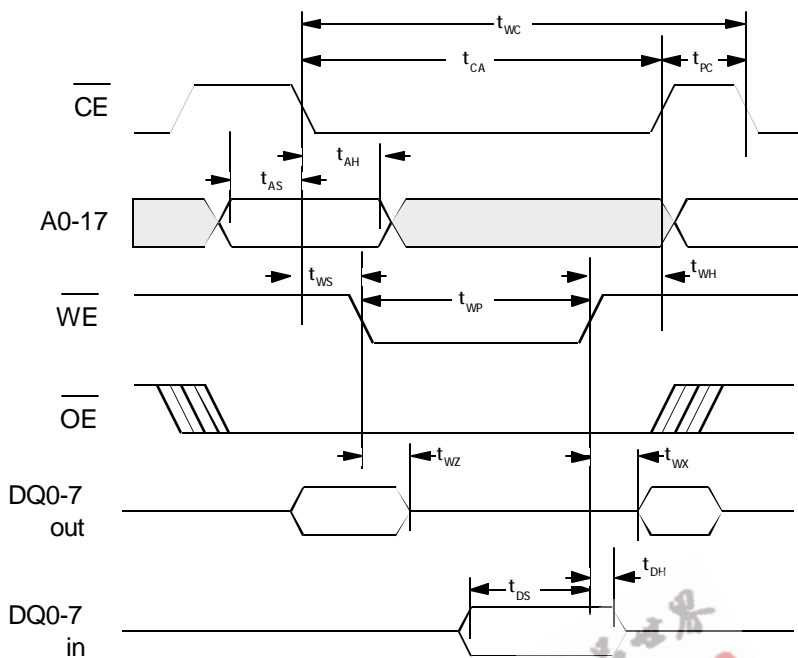 tWC
tCA tPC
CE
tAH
tAS
A0-17
tWS tWH
WE tWP
OE
tWZ tWX
DQ0-7
out
tDH
tDS
DQ0-7
in